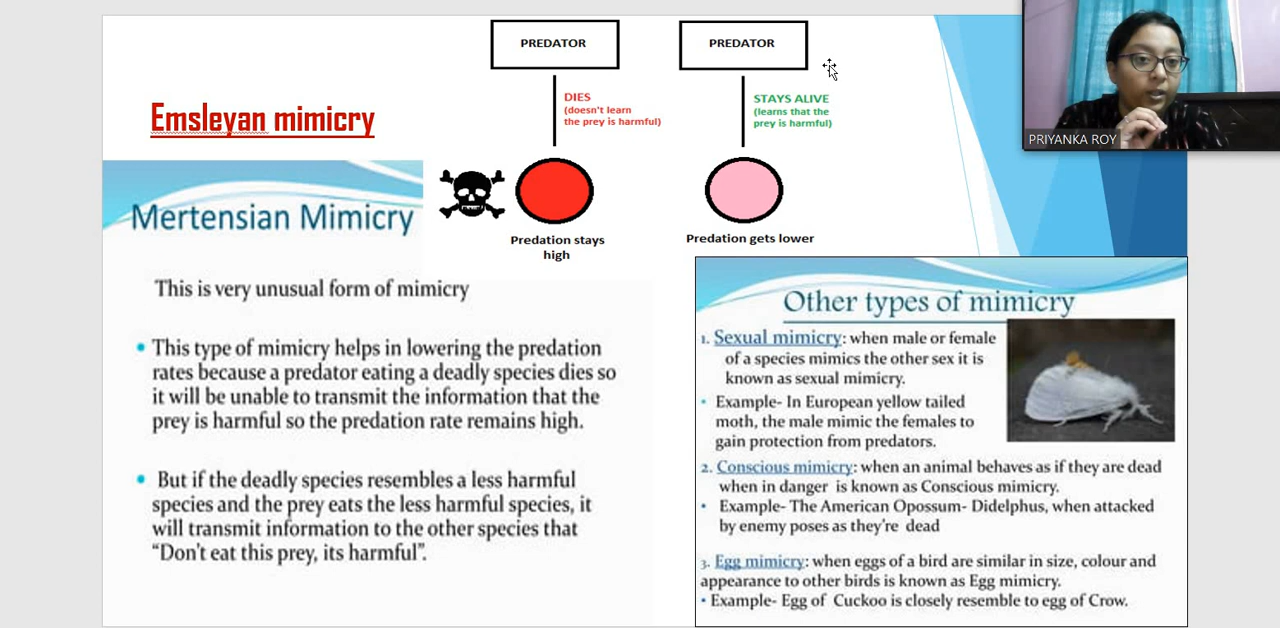 PREDATOR
PREDATOR
DIES
(doesn't learn
the prey is harmful)
STAYS ALIVE
(learns that the
prey is harmful)
Emsleyan mimicry
PRIYANKA ROY
Mertensian Mimicry
Predation stays
high
Predation gets lower
This is very unusual form of mimicry
• This type of mimicry helps in lowering the predation
rates because a predator eating a deadly species dies so
it will be unable to transmit the information that the
prey is harmful so the predation rate remains high.
• But if the deadly species resembles a less harmful
species and the prey eats the less harmful species, it
will transmit information to the other species that
“Don't eat this prey, its harmful”.
Other types of mimicry
1. Sexual mimicry: when male or female
of a species mimics the other sex it is
known as sexual mimicry.
• Example- In European yellow tailed
moth, the male mimic the females to
gain protection from predators.
2. Conscious mimicry: when an animal behaves as if they are dead
when in danger is known as Conscious mimicry.
• Example- The American Opossum- Didelphus, when attacked
by enemy poses as they're dead
3. Egg mimicry: when eggs of a bird are similar in size, colour and
appearance to other birds is known as Egg mimicry.
• Example- Egg of Cuckoo is closely resemble to egg of Crow.